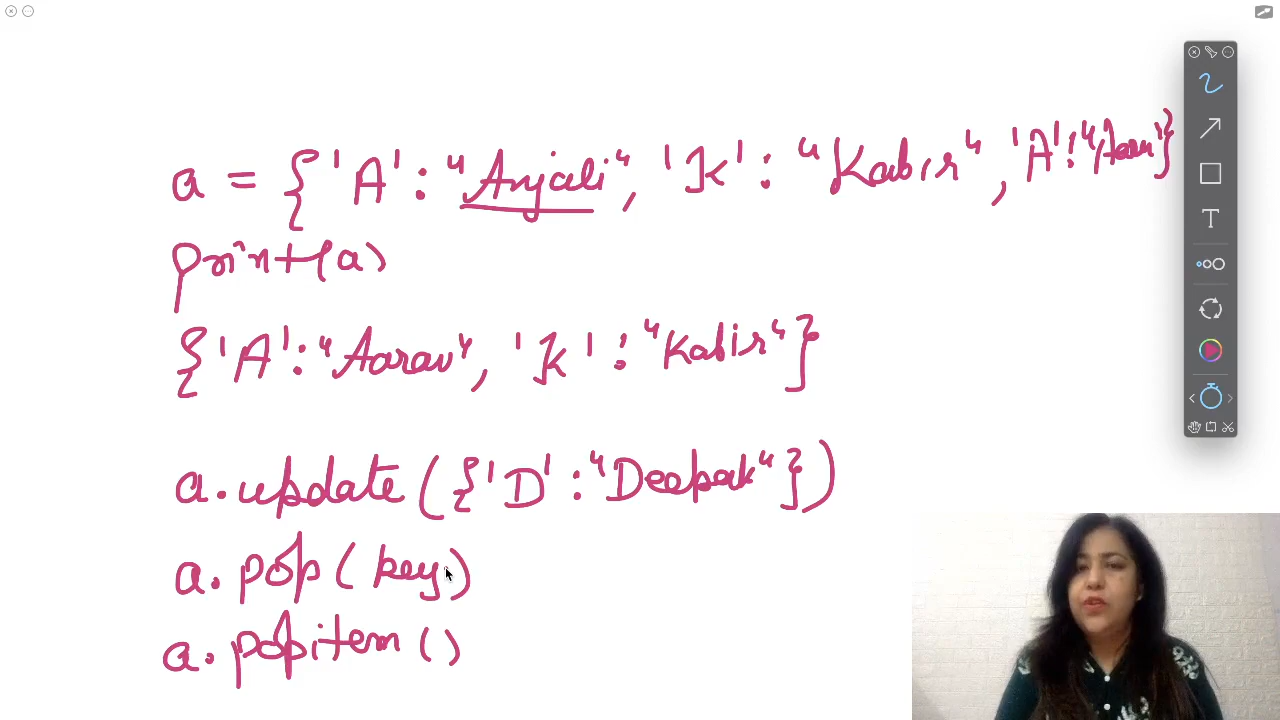 a = {'A' : "Anjali", 'K' : "Kabir", 'A' : "Aarav"}
print(a)
{'A' : "Aarav", 'K' : "Kabir"}
a.update({'D' : "Deepak"})
a.pop(key)
a.popitem()
T